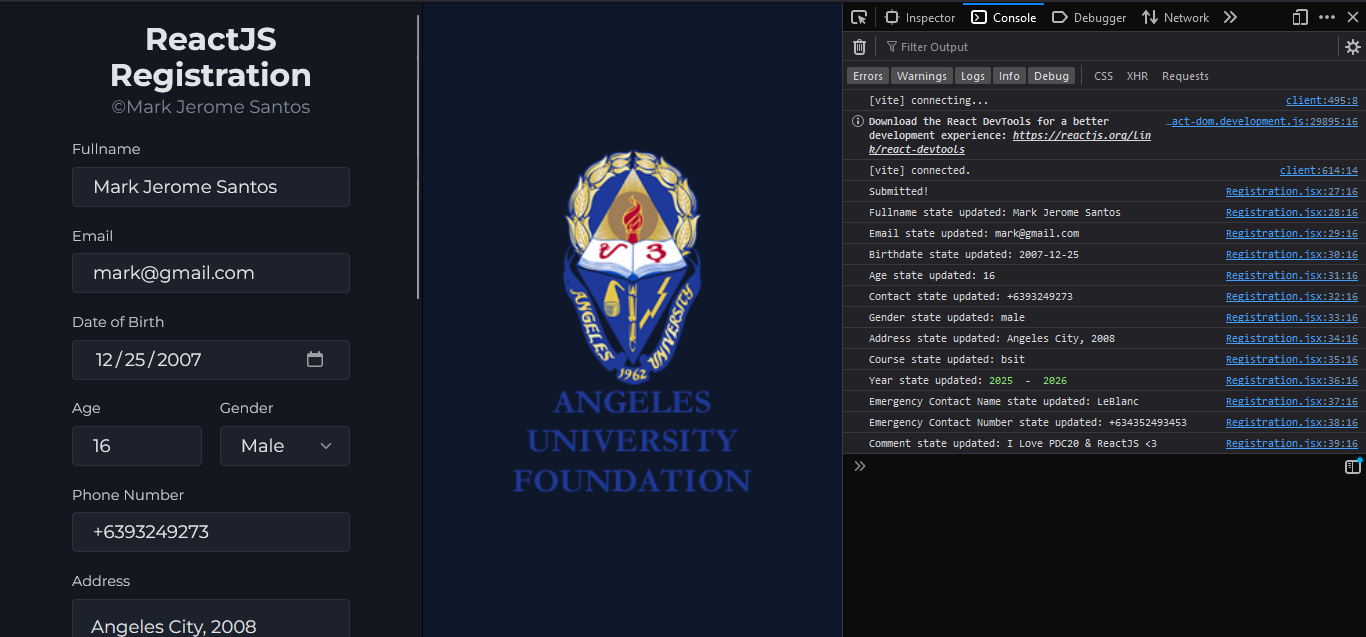 ReactJS
Registration
©Mark Jerome Santos
Fullname
Mark Jerome Santos
Email
mark@gmail.com
Date of Birth
12/25/2007
Age
Gender
16
Male
Phone Number
+6393249273
Address
Angeles City, 2008
ANGELES
UNIVERSITY
1962
ANGELES
UNIVERSITY
FOUNDATION
Inspector
Console
Debugger
Network
Filter Output
Errors
Warnings
Logs
Info
Debug
CSS
XHR
Requests
[vite] connecting... client:495:8
Download the React DevTools for a better …act-dom.development.js:29895:16
development experience: https://reactjs.org/lin
k/react-devtools
[vite] connected. client:614:14
Submitted! Registration.jsx:27:16
Fullname state updated: Mark Jerome Santos Registration.jsx:28:16
Email state updated: mark@gmail.com Registration.jsx:29:16
Birthdate state updated: 2007-12-25 Registration.jsx:30:16
Age state updated: 16 Registration.jsx:31:16
Contact state updated: +6393249273 Registration.jsx:32:16
Gender state updated: male Registration.jsx:33:16
Address state updated: Angeles City, 2008 Registration.jsx:34:16
Course state updated: bsit Registration.jsx:35:16
Year state updated: 2025 - 2026 Registration.jsx:36:16
Emergency Contact Name state updated: LeBlanc Registration.jsx:37:16
Emergency Contact Number state updated: +634352493453 Registration.jsx:38:16
Comment state updated: I Love PDC20 & ReactJS <3 Registration.jsx:39:16